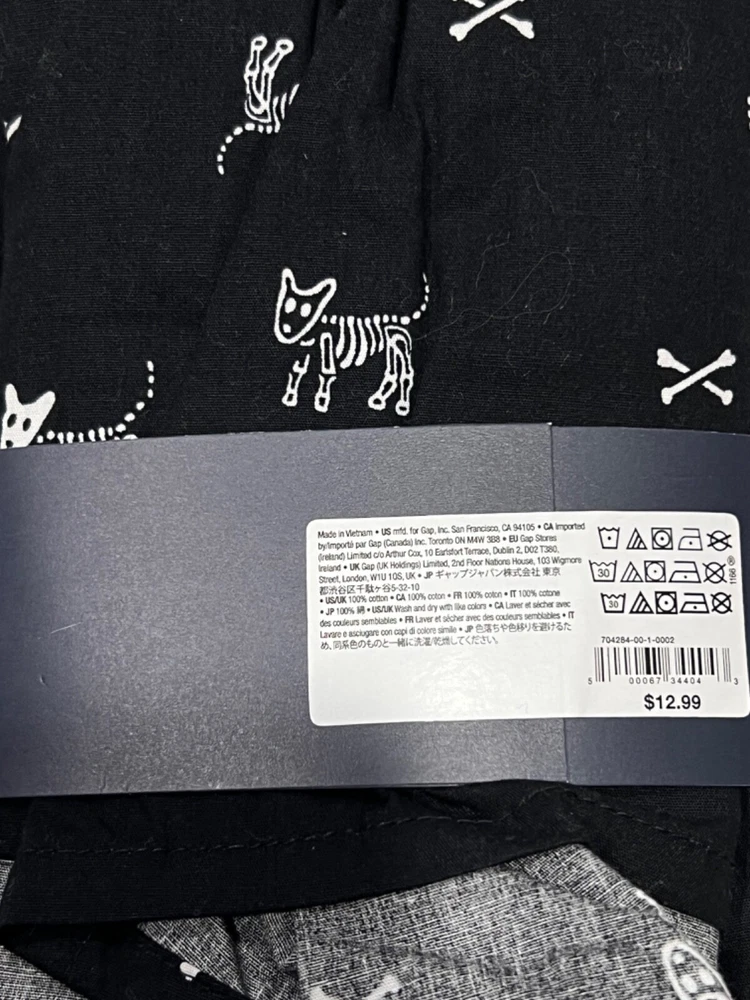 Made in Vietnam • US mfd. for Gap, Inc. San Francisco, CA 94105 • CA imported
by/importé par Gap (Canada) Inc. Toronto ON M4W 3B8 • EU Gap Stores
(Ireland) Limited c/o Arthur Cox, 10 Earlsfort Terrace, Dublin 2, D02 T380,
Ireland • UK Gap (UK Holdings) Limited, 2nd Floor Nations House, 103 Wigmore
Street, London, W1U 1QS, UK • JP ギャップジャパン株式会社 東京
都渋谷区千駄ヶ谷5-32-10
• US/UK 100% cotton • CA 100% coton • FR 100% coton • IT 100% cotone
• JP 100% 綿 • US/UK Wash and dry with like colors • CA Laver et sécher avec
des couleurs semblables • FR Laver et sécher avec des couleurs semblables • IT
Lavare e asciugare con capi di colore simile • JP 色落ちや色移りを避けるた
め、同系色のものと一緒に洗濯/乾燥してください。
30
30
1166 ®
704284-00-1-0002
5 00067 34404 3
$12.99